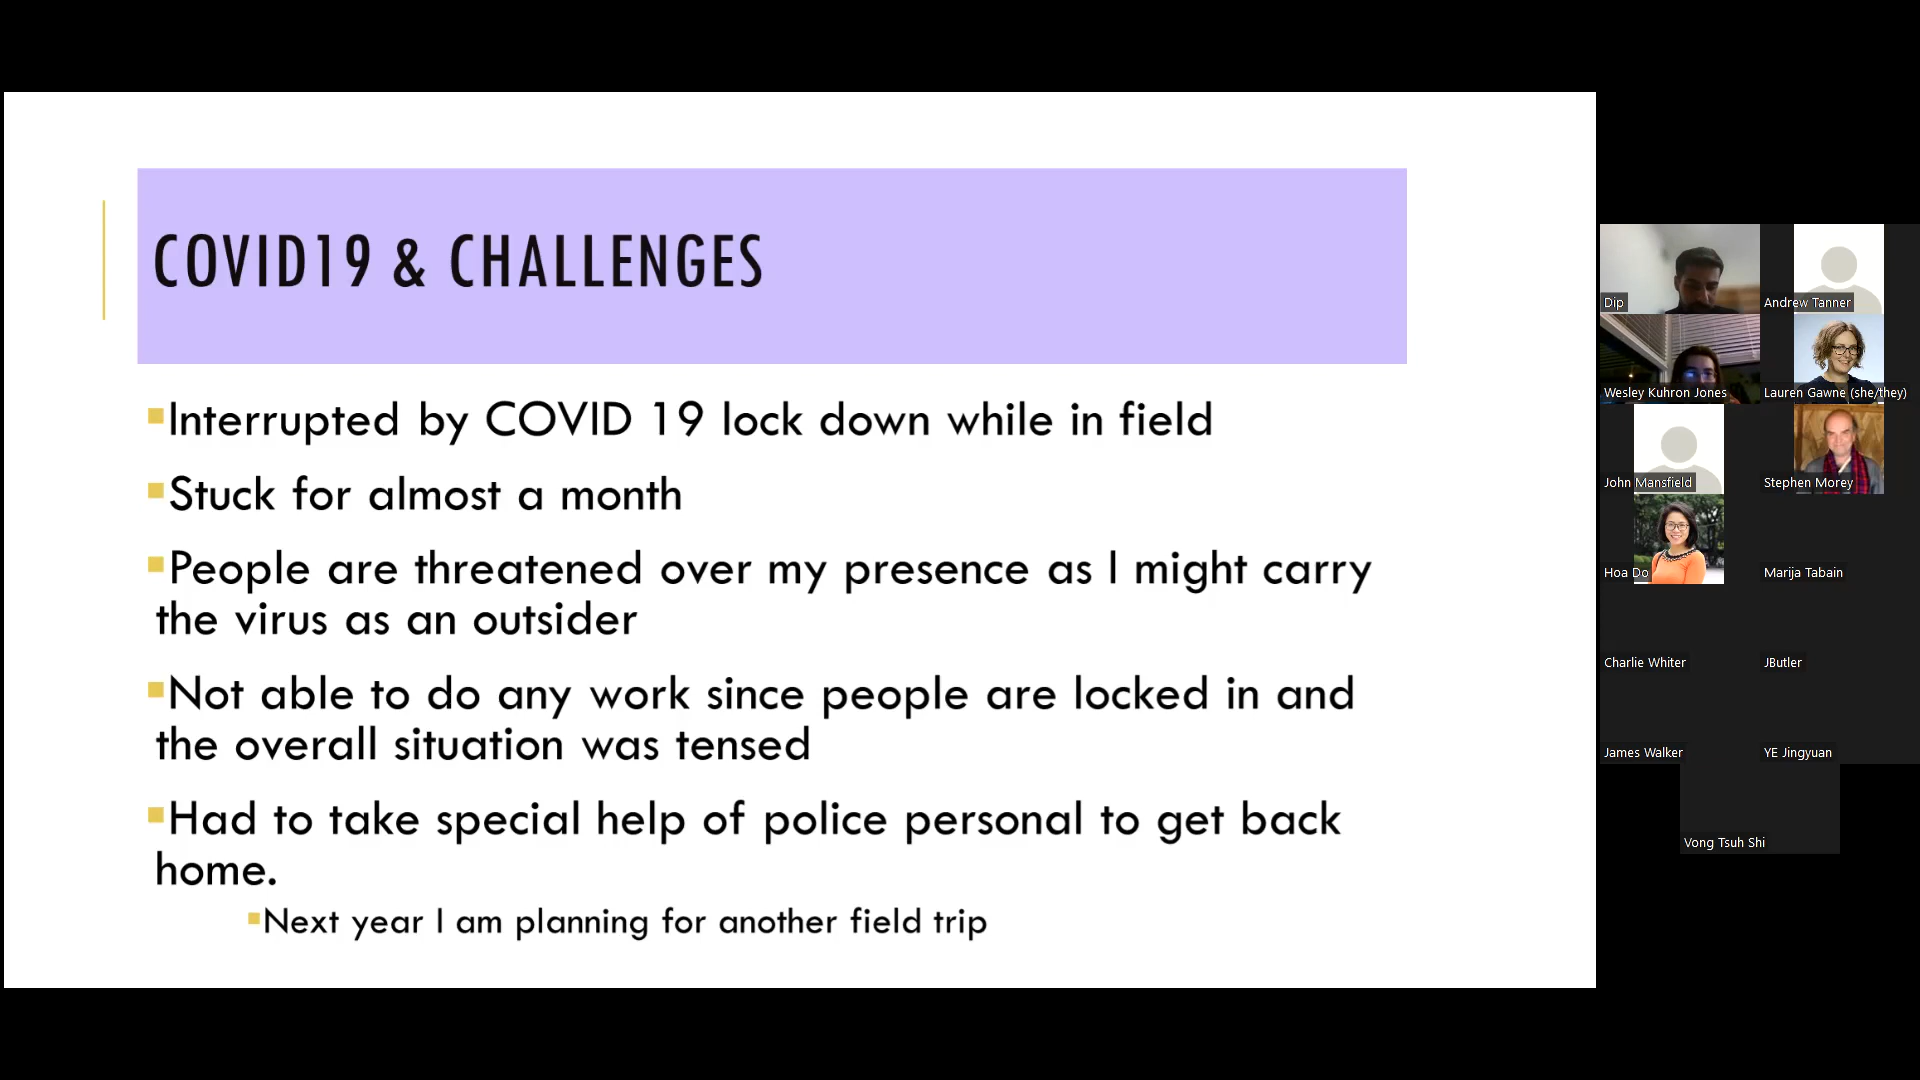 COVID19 & CHALLENGES
Interrupted by COVID 19 lock down while in field
Stuck for almost a month
People are threatened over my presence as I might carry
the virus as an outsider
Not able to do any work since people are locked in and
the overall situation was tensed
Had to take special help of police personal to get back
home.
Next year I am planning for another field trip
Dip
Andrew Tanner
Wesley Kuhron Jones
Lauren Gawne (she/they)
John Mansfield
Stephen Morey
Hoa Do
Marija Tabain
Charlie Whiter
JButler
James Walker
YE Jingyuan
Vong Tsuh Shi